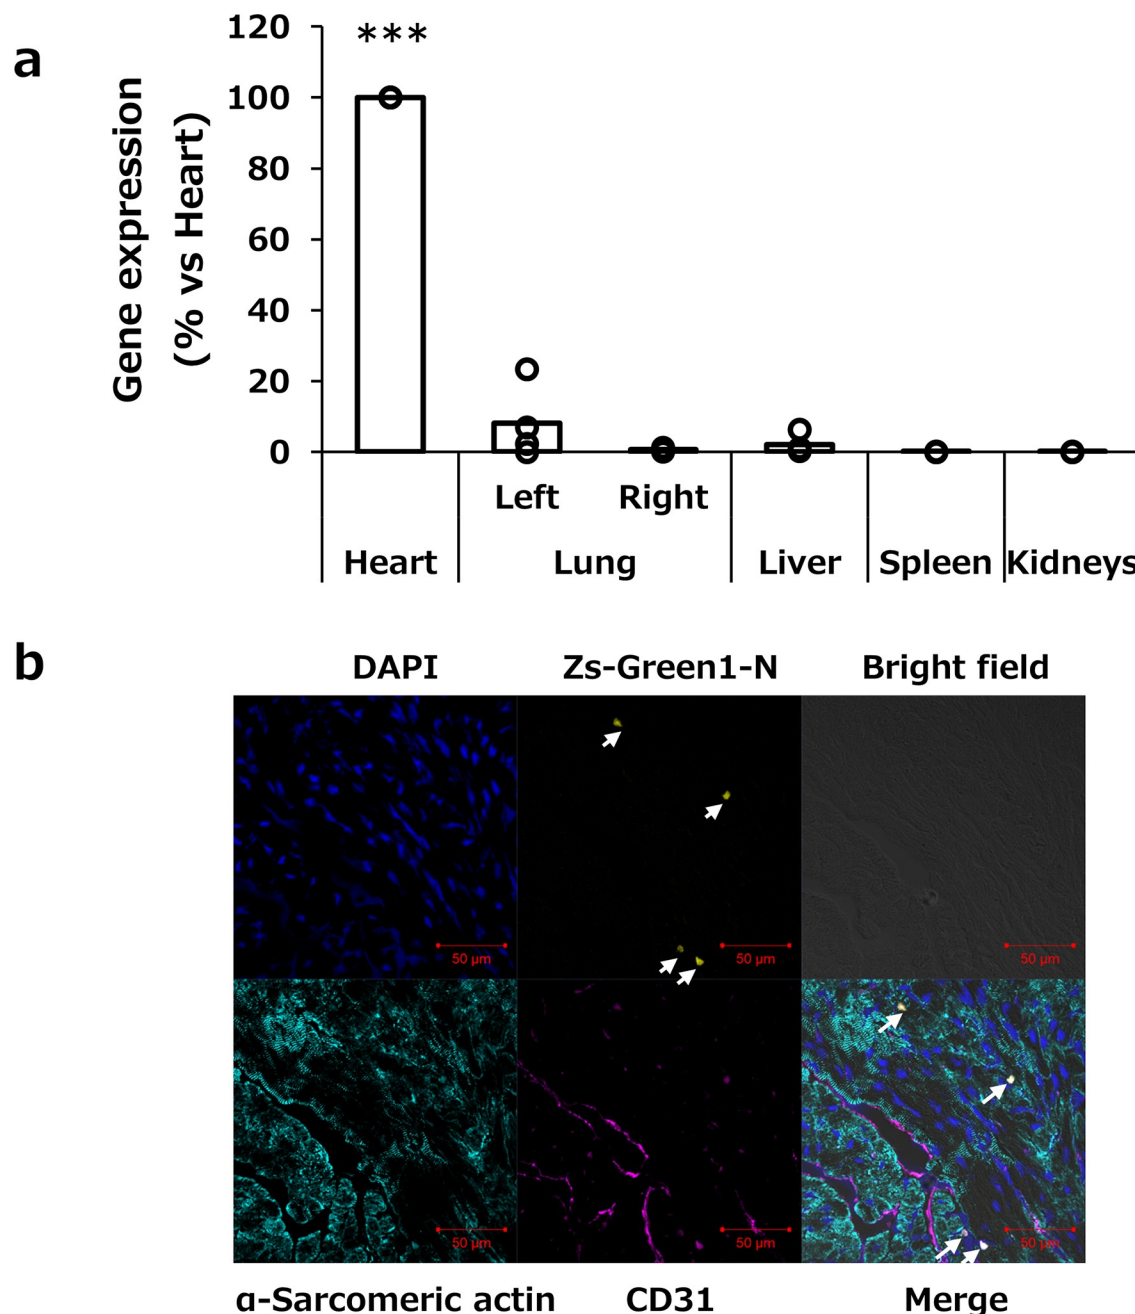 a
Gene expression
(% vs Heart)
120
100
80
60
40
20
0
***
Left
Right
Heart
Lung
Liver
Spleen
Kidneys
b
DAPI
Zs-Green1-N
Bright field
50 μm
50 μm
50 μm
50 μm
50 μm
50 μm
α-Sarcomeric actin
CD31
Merge